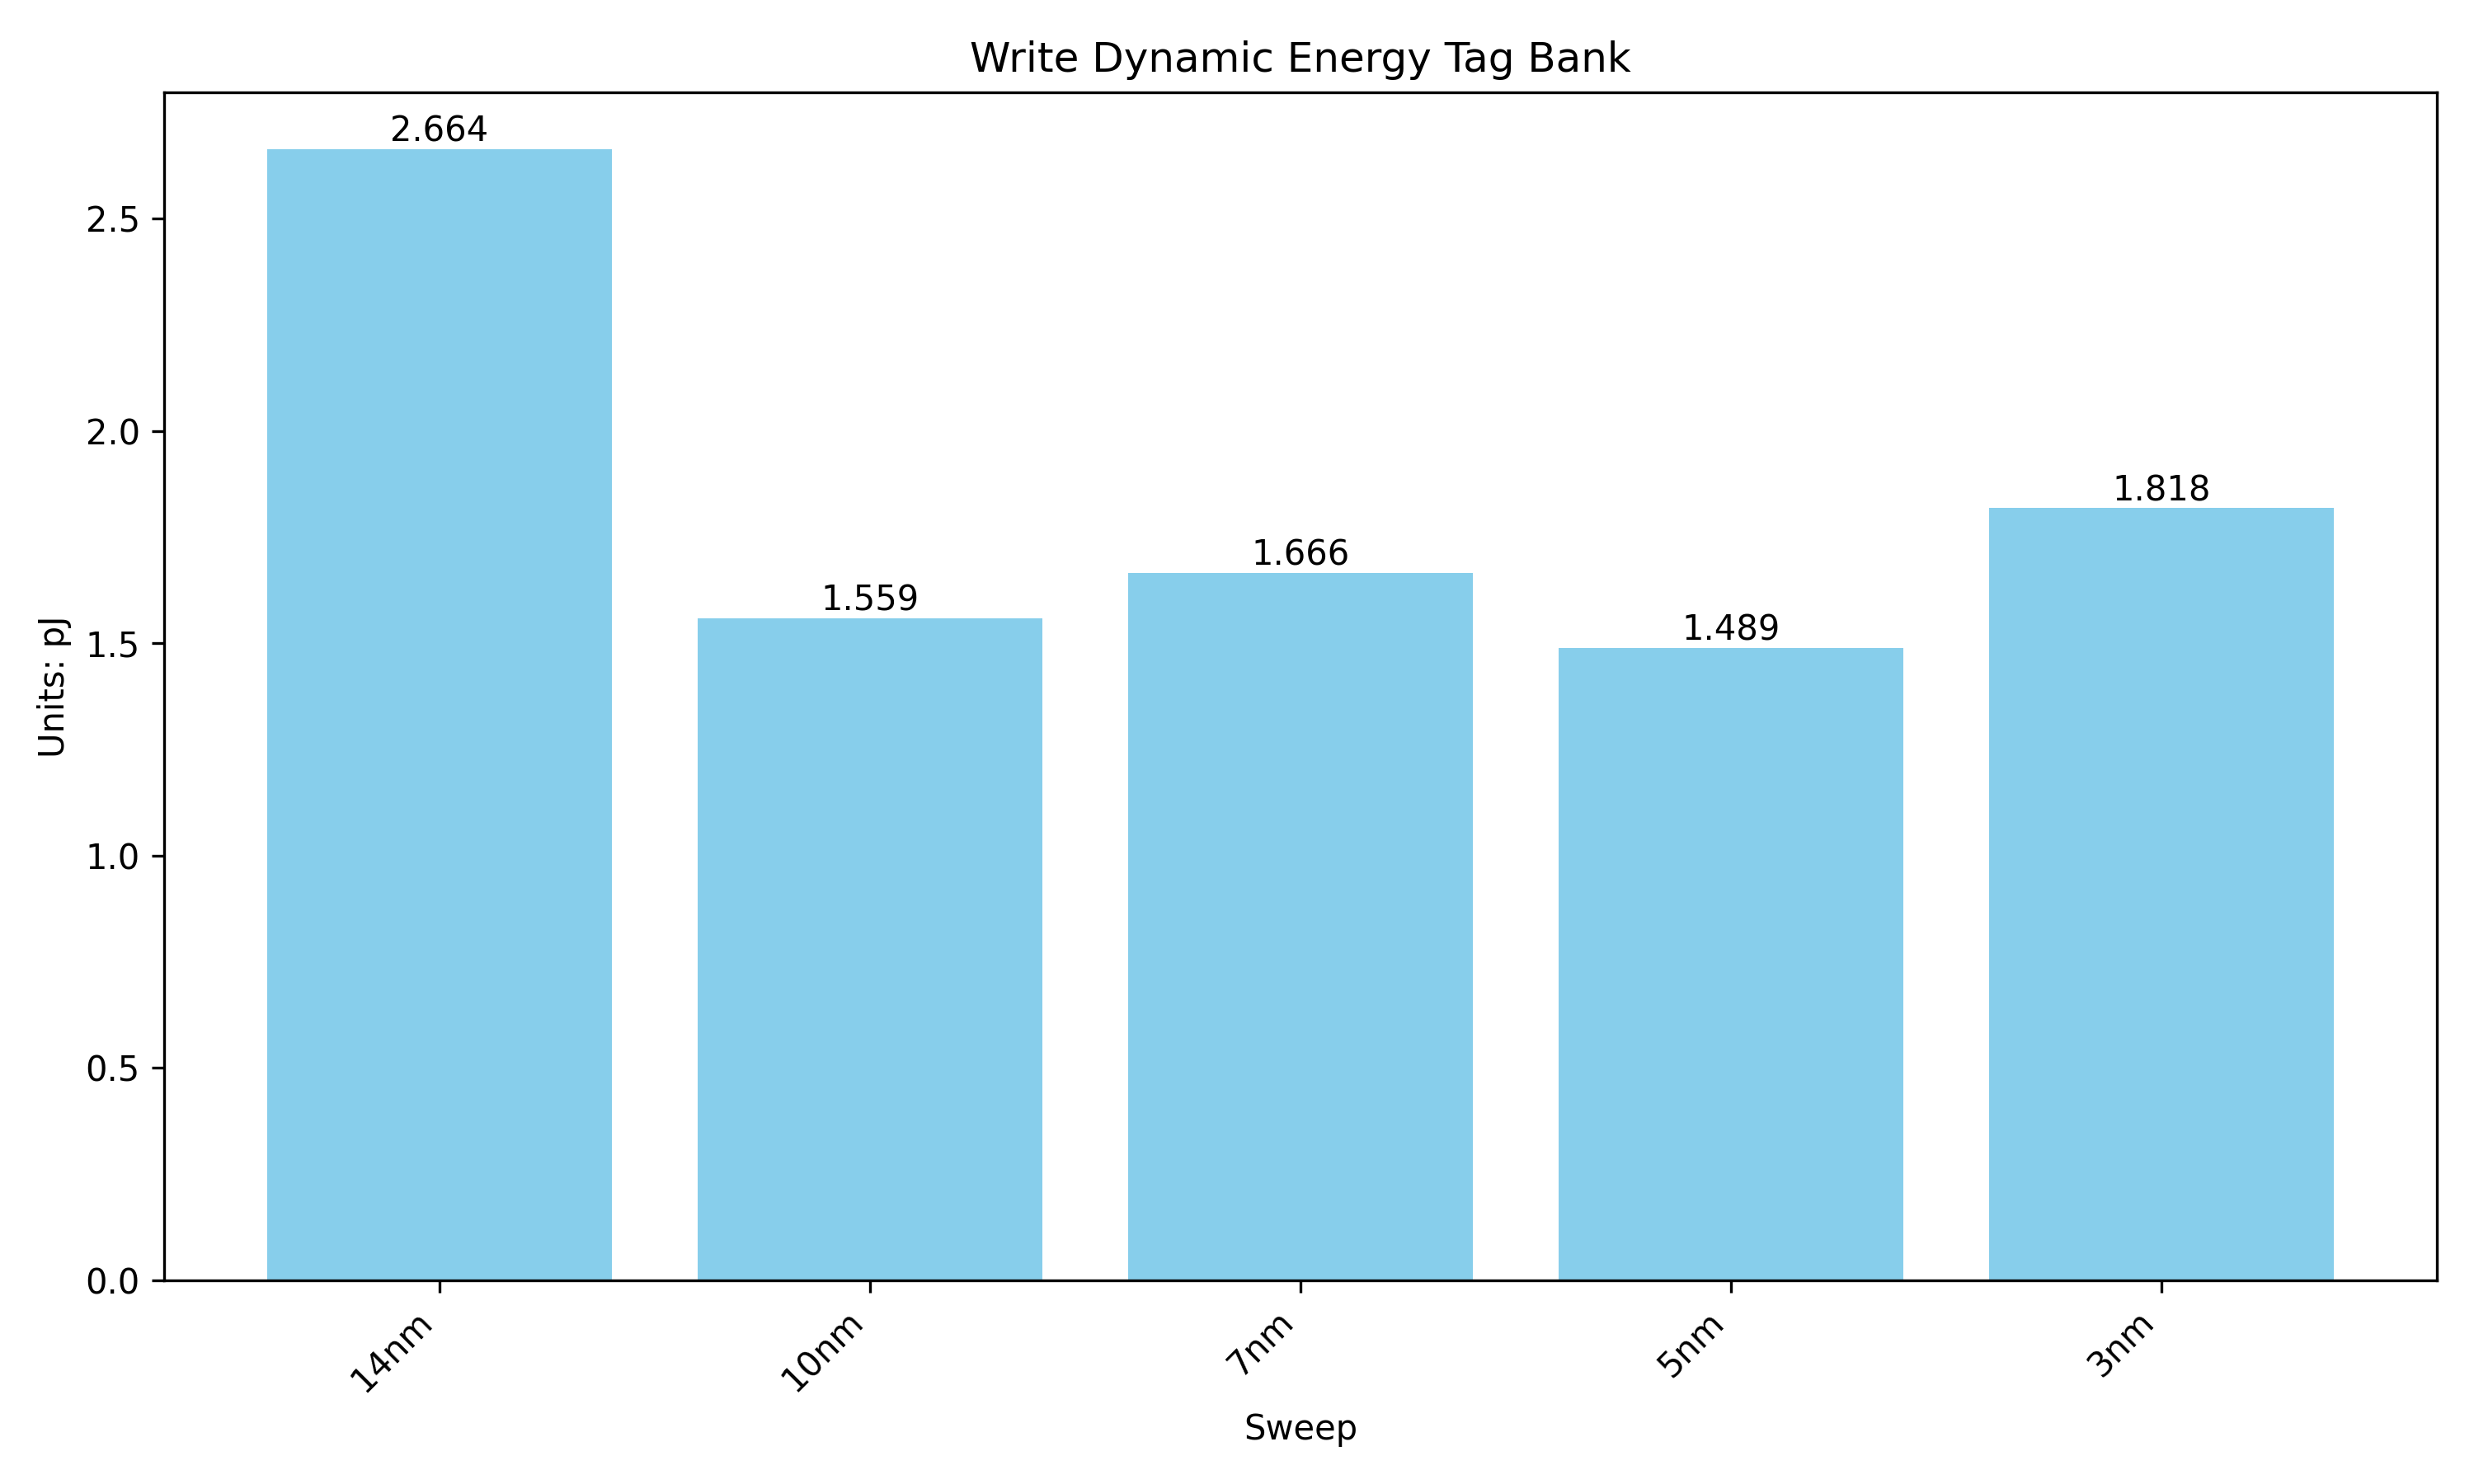 Write Dynamic Energy Tag Bank
2.664
1.559
1.666
1.489
1.818
Units: pJ
2.5
2.0
1.5
1.0
0.5
0.0
14nm
10nm
7nm
5nm
3nm
Sweep